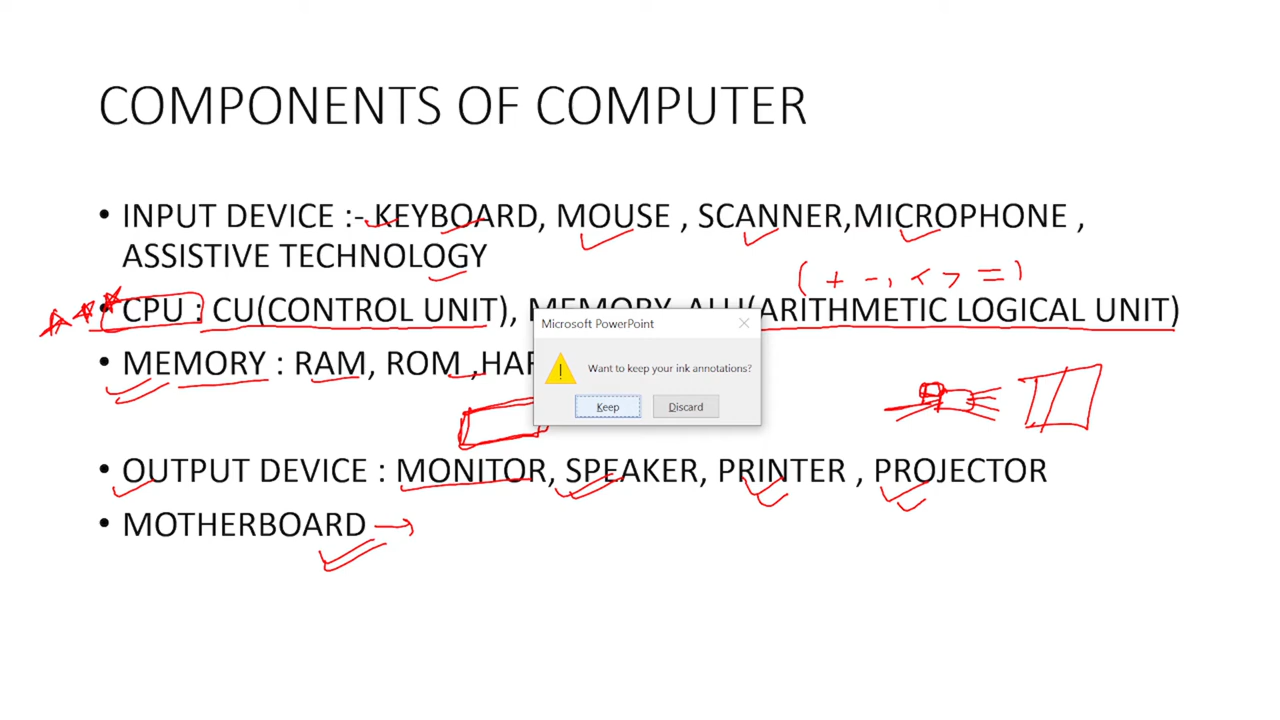 COMPONENTS OF COMPUTER
• INPUT DEVICE :- KEYBOARD, MOUSE , SCANNER,MICROPHONE ,
ASSISTIVE TECHNOLOGY
( + -, < > = )
• CPU : CU(CONTROL UNIT), MEMORY, ALU(ARITHMETIC LOGICAL UNIT)
Microsoft PowerPoint
• MEMORY : RAM, ROM ,HAR
Want to keep your ink annotations?
Keep Discard
• OUTPUT DEVICE : MONITOR, SPEAKER, PRINTER , PROJECTOR
• MOTHERBOARD →